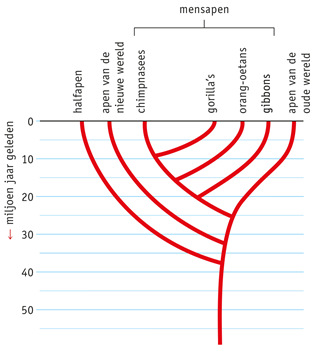 mensapen
halfapen
apen van de
nieuwe wereld
chimpnasees
gorilla's
orang-oetans
gibbons
apen van de
oude wereld
0
10
20
30
40
50
← miljoen jaar geleden